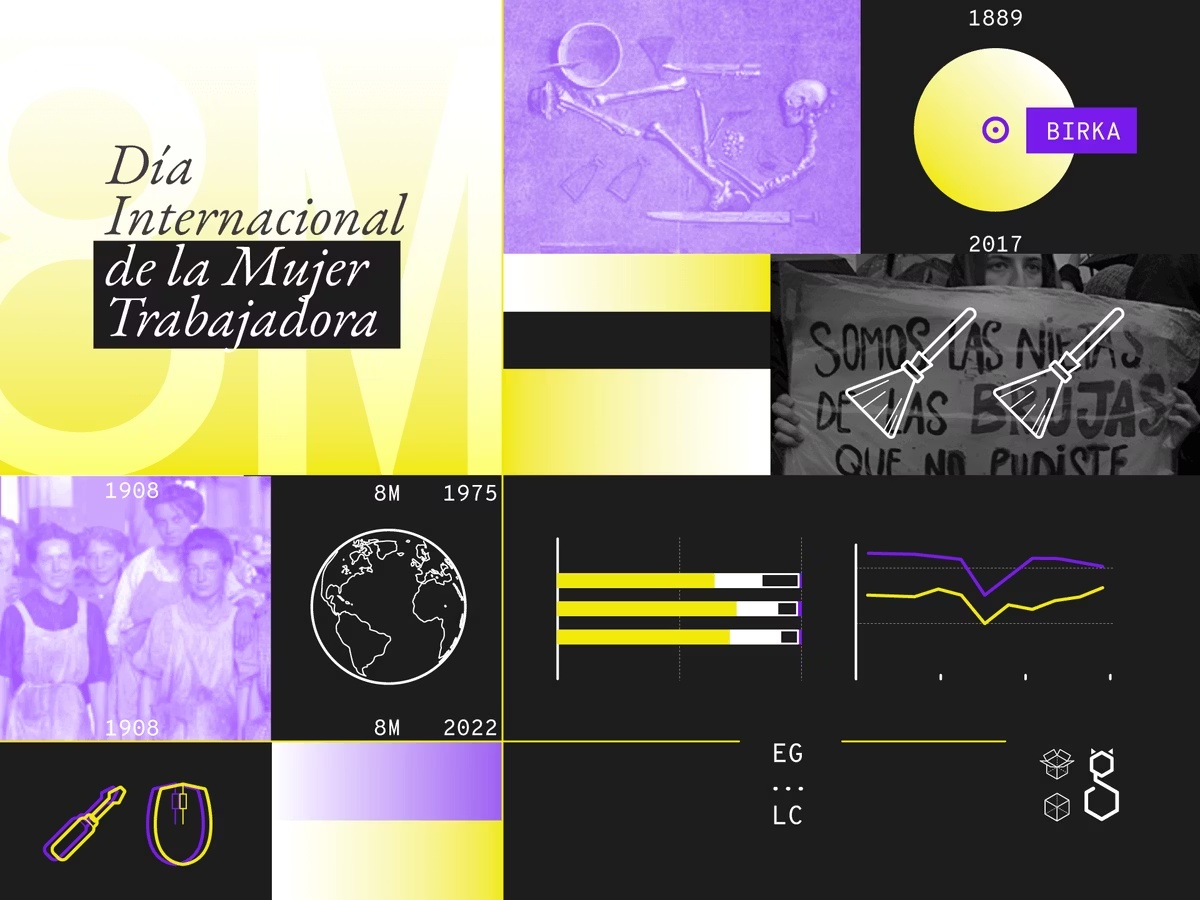 8M
Día
Internacional
de la Mujer
Trabajadora
1889
BIRKA
2017
SOMOS LAS NIETAS
DE LAS BRUJAS
QUE NO PUDISTE
1908
8M 1975
1908
8M 2022
EG
...
LC